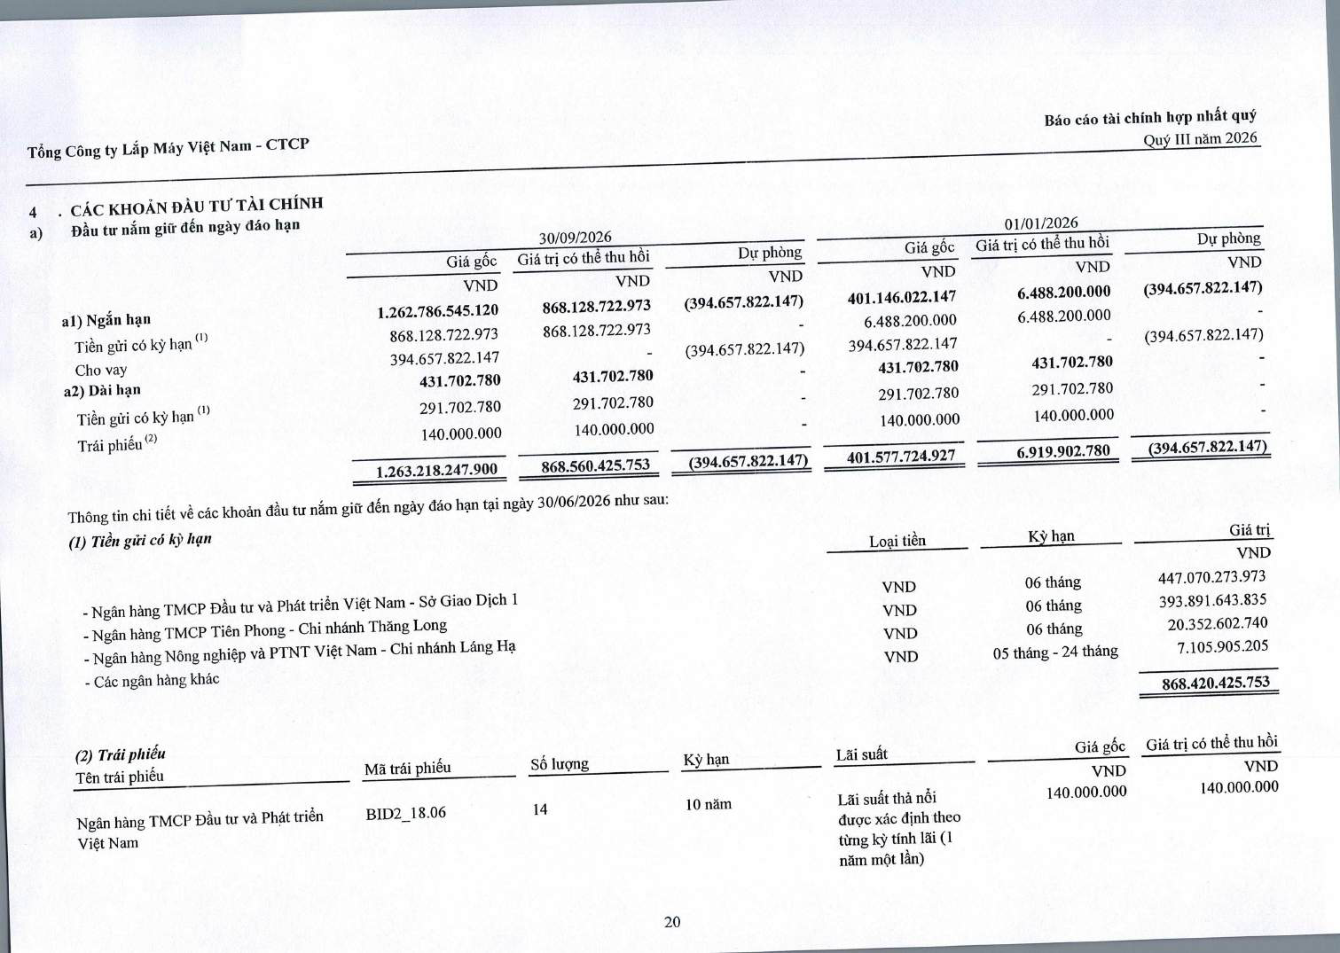 Báo cáo tài chính hợp nhất quý
Tổng Công ty Lắp Máy Việt Nam - CTCP
Quý III năm 2026
4 . CÁC KHOẢN ĐẦU TƯ TÀI CHÍNH
a) Đầu tư nắm giữ đến ngày đáo hạn
30/09/2026 01/01/2026
Giá gốc Giá trị có thể thu hồi Dự phòng Giá gốc Giá trị có thể thu hồi Dự phòng
VND VND VND VND VND VND
a1) Ngắn hạn 1.262.786.545.120 868.128.722.973 (394.657.822.147) 401.146.022.147 6.488.200.000 (394.657.822.147)
Tiền gửi có kỳ hạn (1) 868.128.722.973 868.128.722.973 - 6.488.200.000 6.488.200.000 -
Cho vay 394.657.822.147 - (394.657.822.147) 394.657.822.147 - (394.657.822.147)
a2) Dài hạn 431.702.780 431.702.780 - 431.702.780 431.702.780 -
Tiền gửi có kỳ hạn (1) 291.702.780 291.702.780 - 291.702.780 291.702.780 -
Trái phiếu (2) 140.000.000 140.000.000 - 140.000.000 140.000.000 -
1.263.218.247.900 868.560.425.753 (394.657.822.147) 401.577.724.927 6.919.902.780 (394.657.822.147)
Thông tin chi tiết về các khoản đầu tư nắm giữ đến ngày đáo hạn tại ngày 30/06/2026 như sau:
(1) Tiền gửi có kỳ hạn Loại tiền Kỳ hạn Giá trị
VND
- Ngân hàng TMCP Đầu tư và Phát triển Việt Nam - Sở Giao Dịch 1 VND 06 tháng 447.070.273.973
- Ngân hàng TMCP Tiên Phong - Chi nhánh Thăng Long VND 06 tháng 393.891.643.835
- Ngân hàng Nông nghiệp và PTNT Việt Nam - Chi nhánh Láng Hạ VND 06 tháng 20.352.602.740
- Các ngân hàng khác VND 05 tháng - 24 tháng 7.105.905.205
868.420.425.753
(2) Trái phiếu
Tên trái phiếu Mã trái phiếu Số lượng Kỳ hạn Lãi suất Giá gốc Giá trị có thể thu hồi
VND VND
Ngân hàng TMCP Đầu tư và Phát triển BID2_18.06 14 10 năm Lãi suất thả nổi 140.000.000 140.000.000
Việt Nam được xác định theo
từng kỳ tính lãi (1
năm một lần)
20